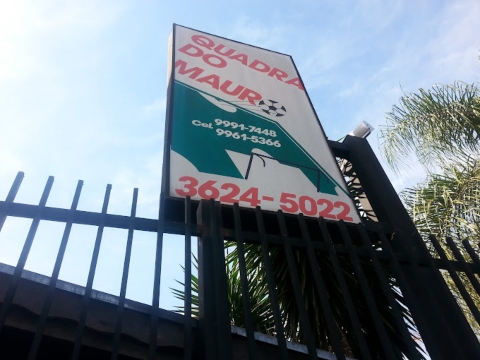 QUADRA
DO
MAURO
9991-7448
Cel. 9961-5366
3624-5022